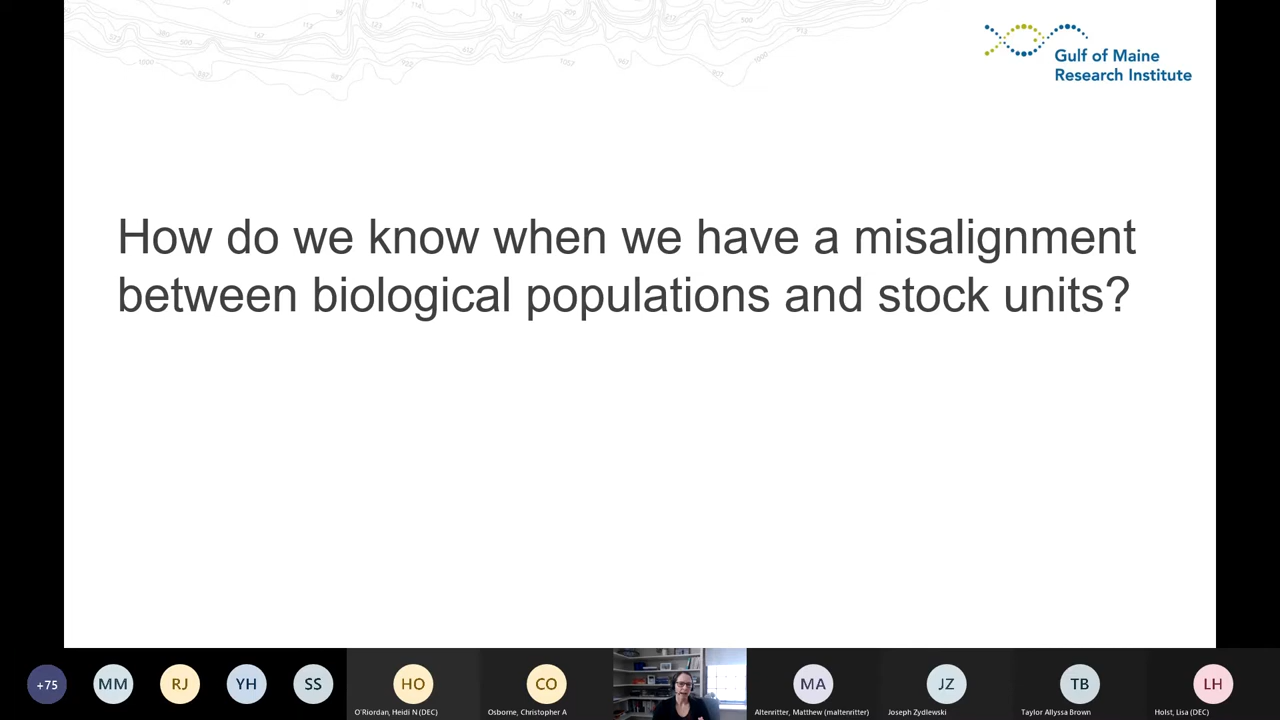 Gulf of Maine
Research Institute
How do we know when we have a misalignment
between biological populations and stock units?
+75
MM
RJ
YH
SS
HO
O'Riordan, Heidi N (DEC)
CO
Osborne, Christopher A
MA
Altenritter, Matthew (maltenritter)
JZ
Joseph Zydlewski
TB
Taylor Allyssa Brown
LH
Holst, Lisa (DEC)